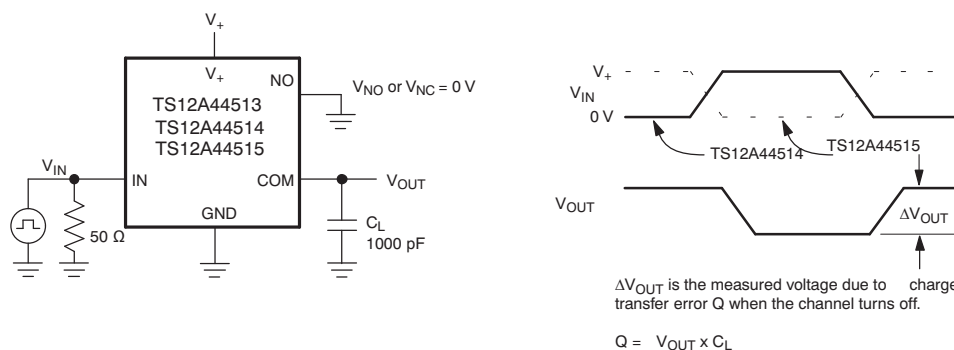 V+
V+
NO
VNO or VNC = 0 V
TS12A44513
TS12A44514
TS12A44515
VIN
IN
COM
VOUT
GND
50 Ω
CL
1000 pF
V+
VIN
0 V
TS12A44514
TS12A44515
VOUT
ΔVOUT
ΔVOUT is the measured voltage due to charge
transfer error Q when the channel turns off.
Q = VOUT x CL